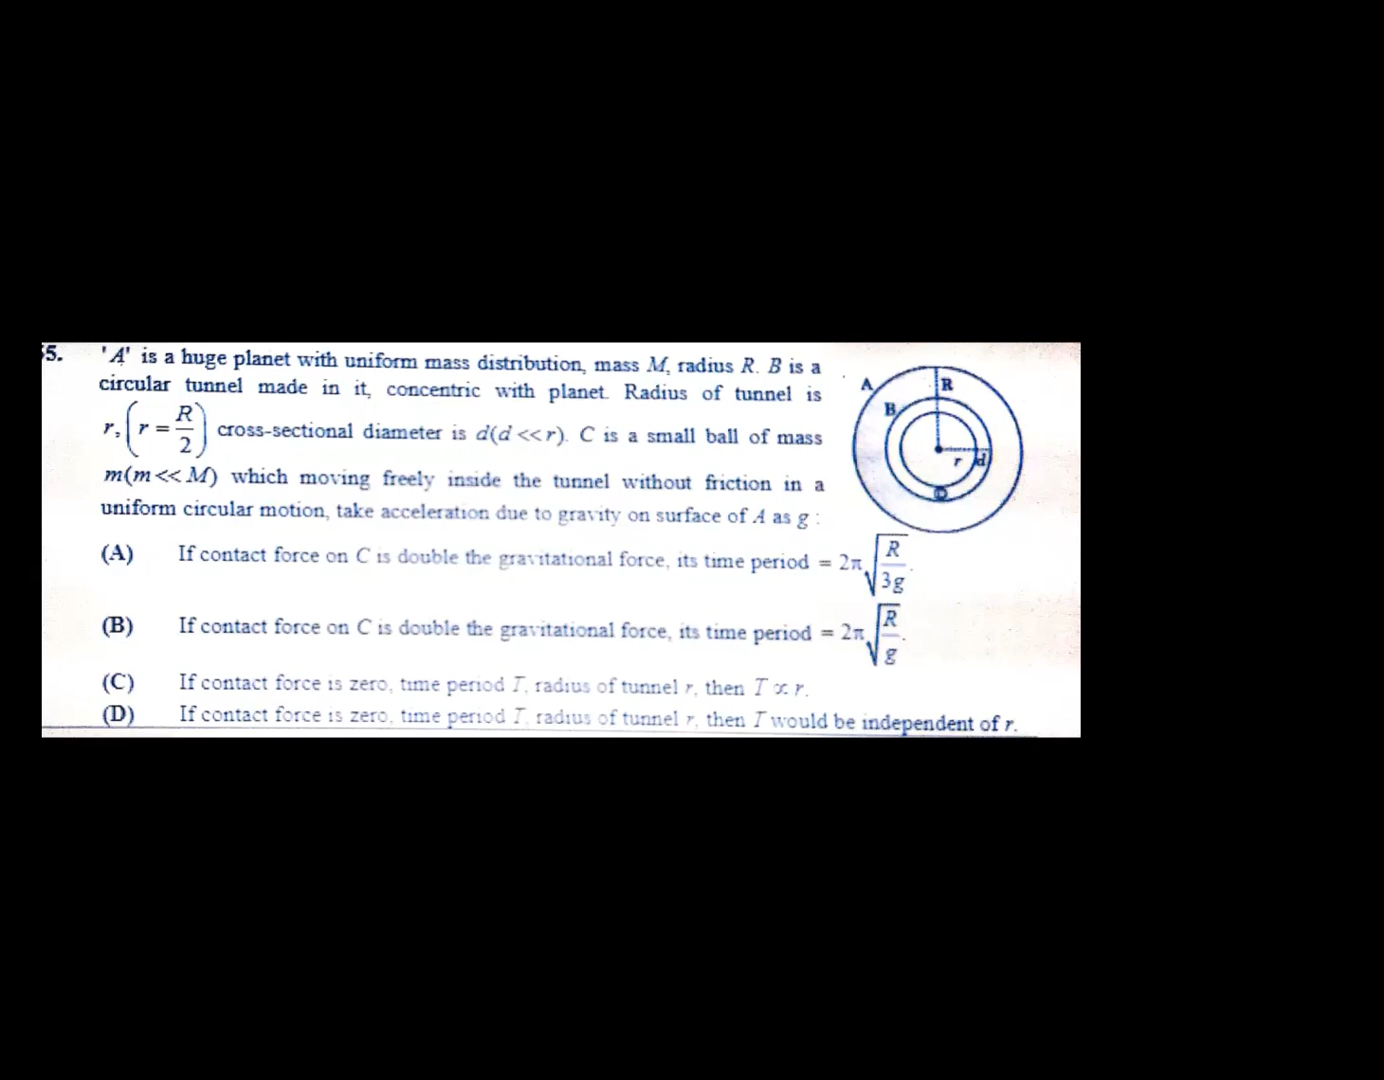 55.
'A' is a huge planet with uniform mass distribution, mass M, radius R. B is a
circular tunnel made in it, concentric with planet. Radius of tunnel is
r, (r = R/2) cross-sectional diameter is d(d << r). C is a small ball of mass
m(m << M) which moving freely inside the tunnel without friction in a
uniform circular motion, take acceleration due to gravity on surface of A as g :
A
R
B
r
d
(A) If contact force on C is double the gravitational force, its time period = 2π√(R/3g).
(B) If contact force on C is double the gravitational force, its time period = 2π√(R/g).
(C) If contact force is zero, time period T, radius of tunnel r, then T ∝ r.
(D) If contact force is zero, time period T, radius of tunnel r, then T would be independent of r.